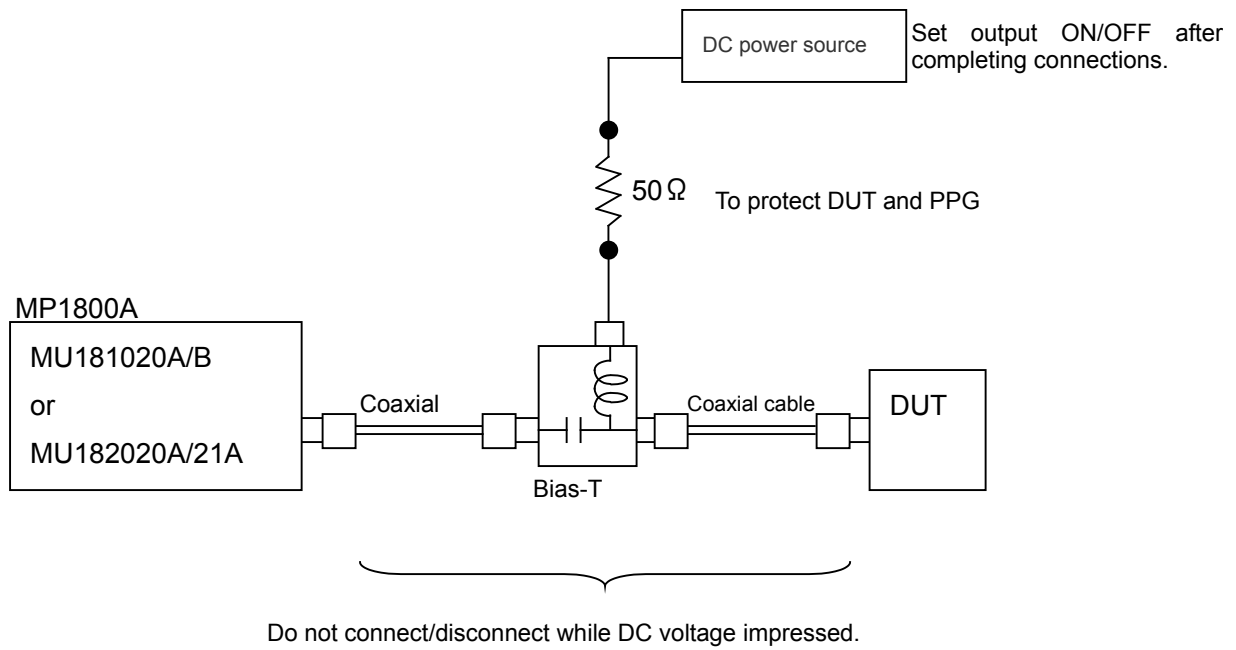 DC power source
Set output ON/OFF after
completing connections.
50Ω
To protect DUT and PPG
MP1800A
MU181020A/B
or
MU182020A/21A
Coaxial
Coaxial cable
DUT
Bias-T
Do not connect/disconnect while DC voltage impressed.